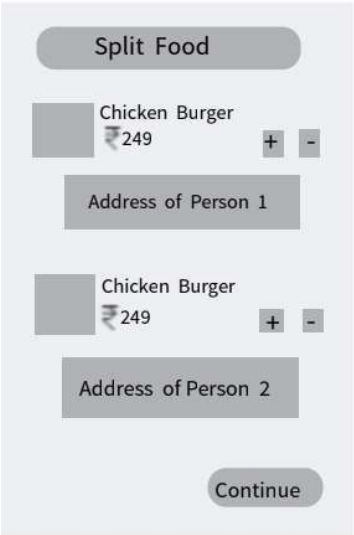 Split Food
Chicken Burger
₹249
+ -
Address of Person 1
Chicken Burger
₹249
+ -
Address of Person 2
Continue